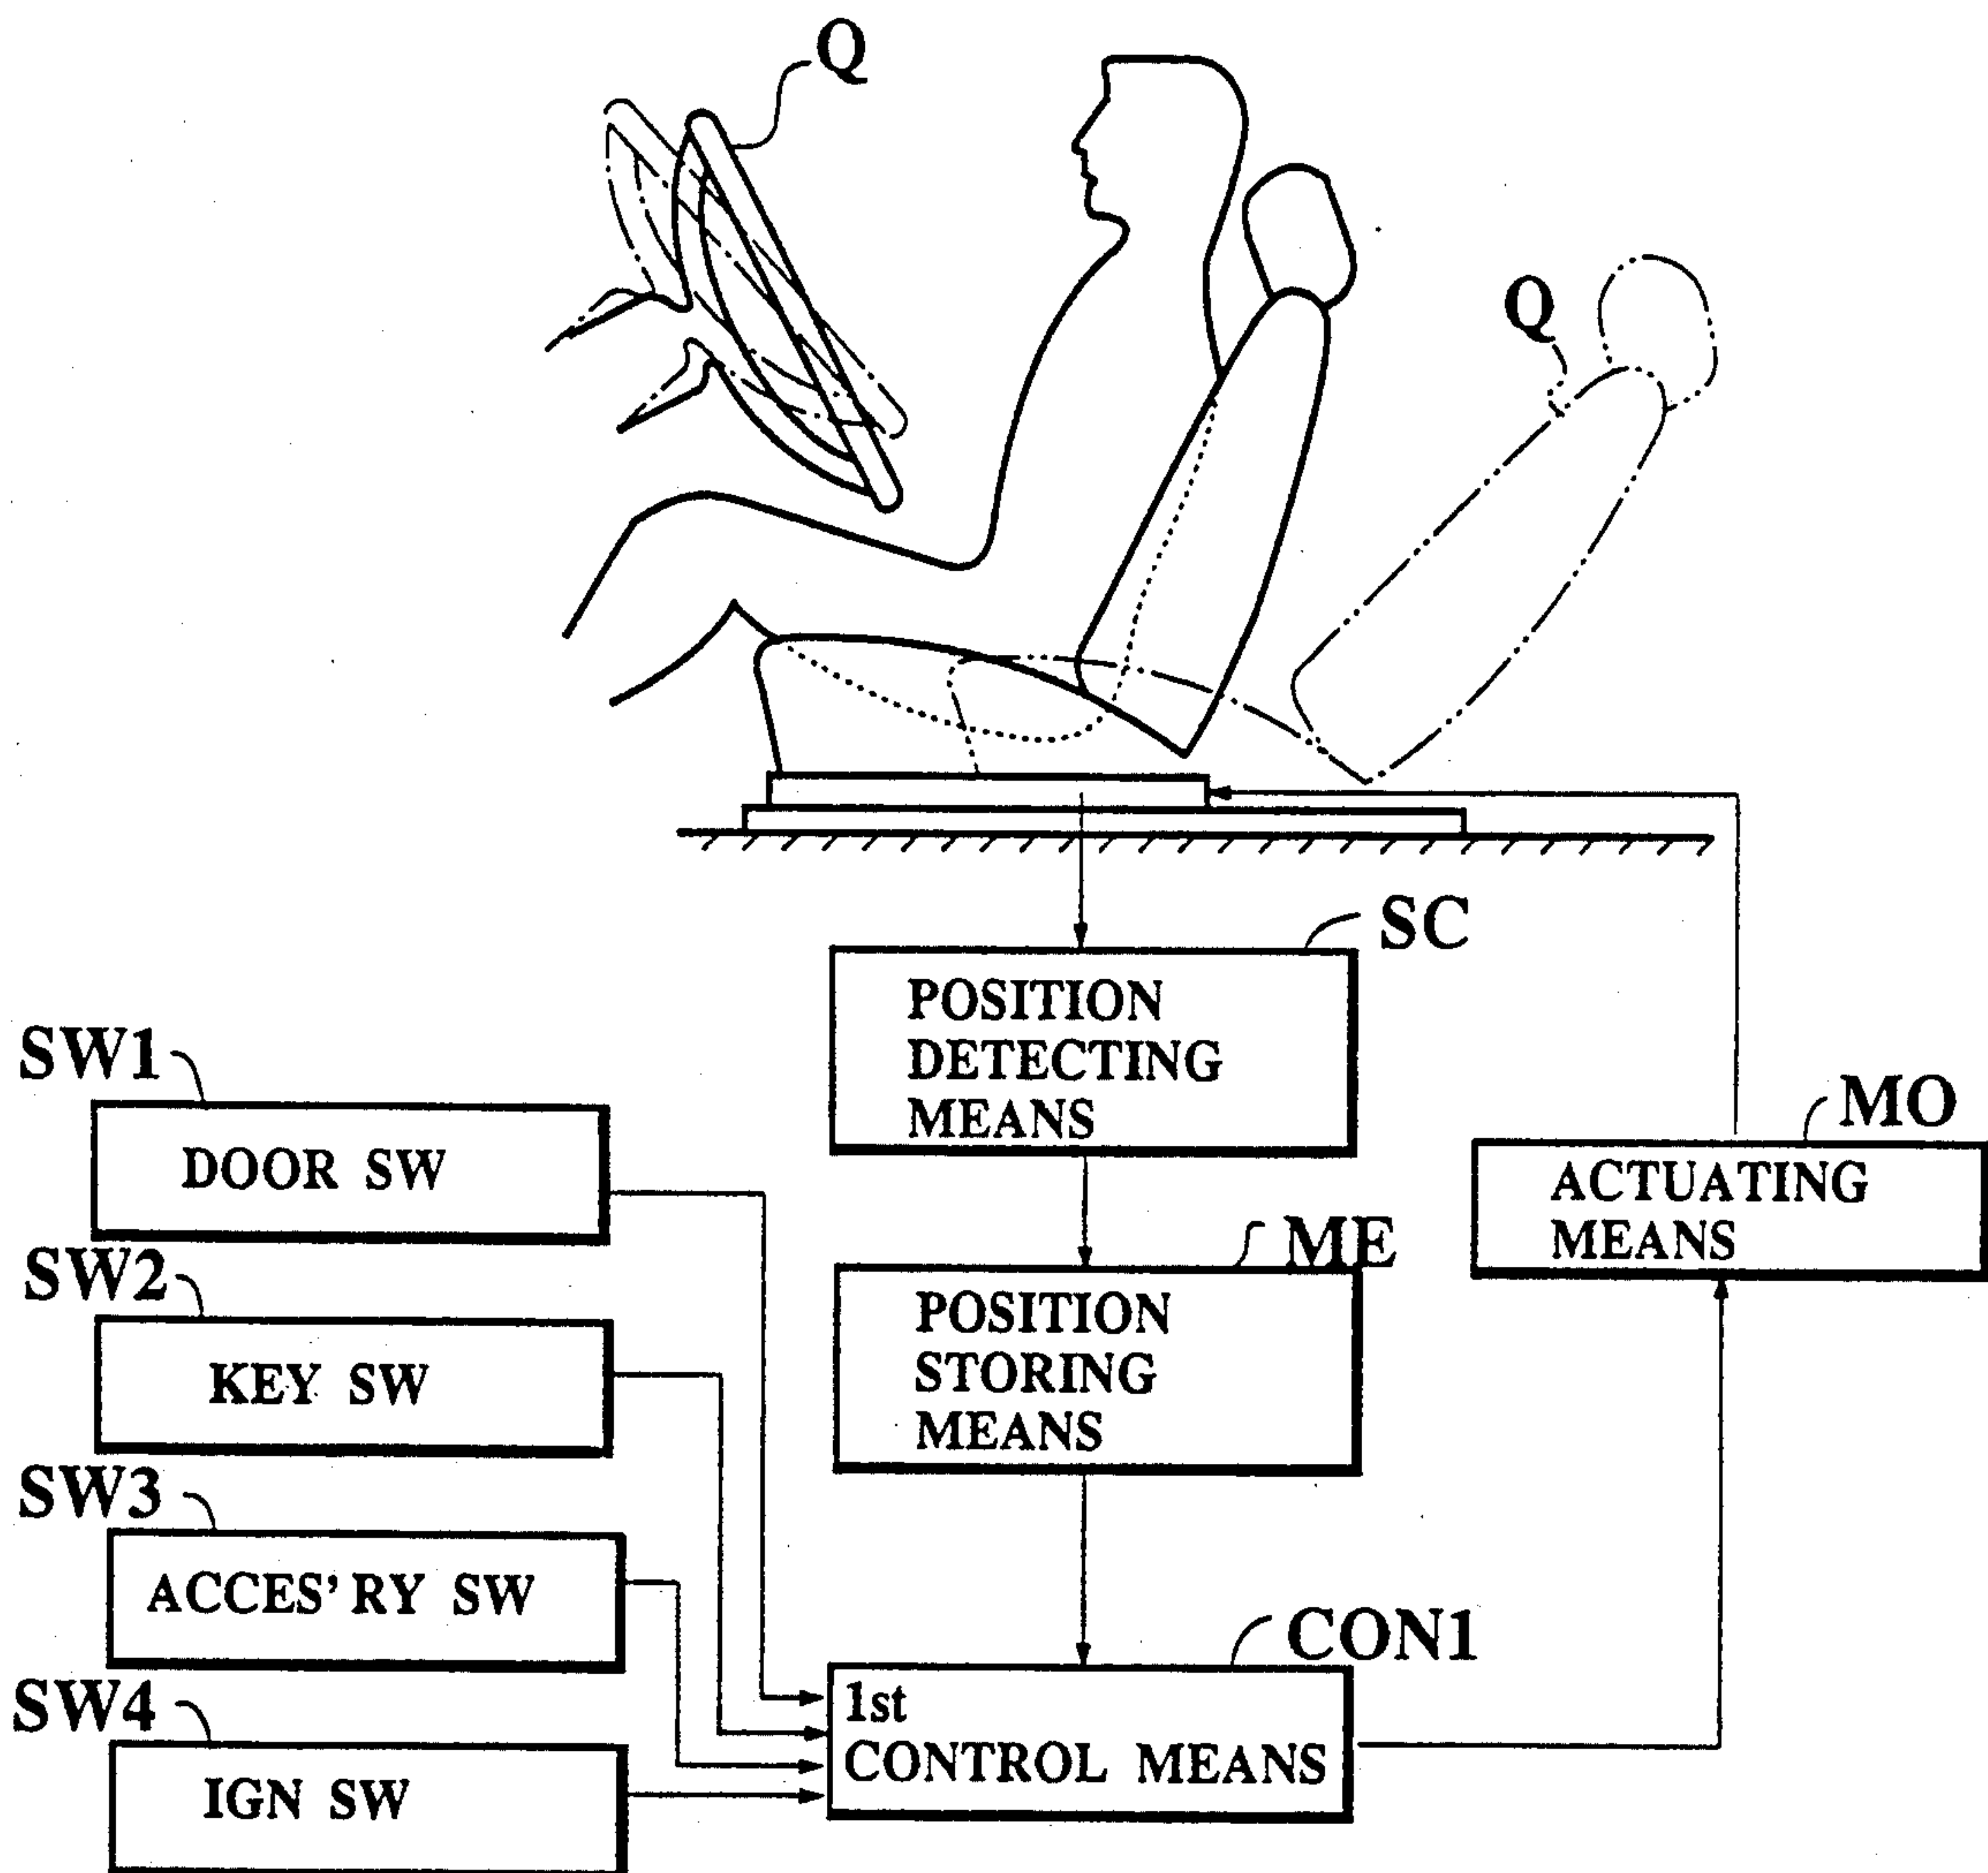 Q
Q
SC
POSITION
DETECTING
MEANS
SW1
DOOR SW
MO
ACTUATING
MEANS
ME
POSITION
STORING
MEANS
SW2
KEY SW
SW3
ACCES'RY SW
CON1
1st
CONTROL MEANS
SW4
IGN SW